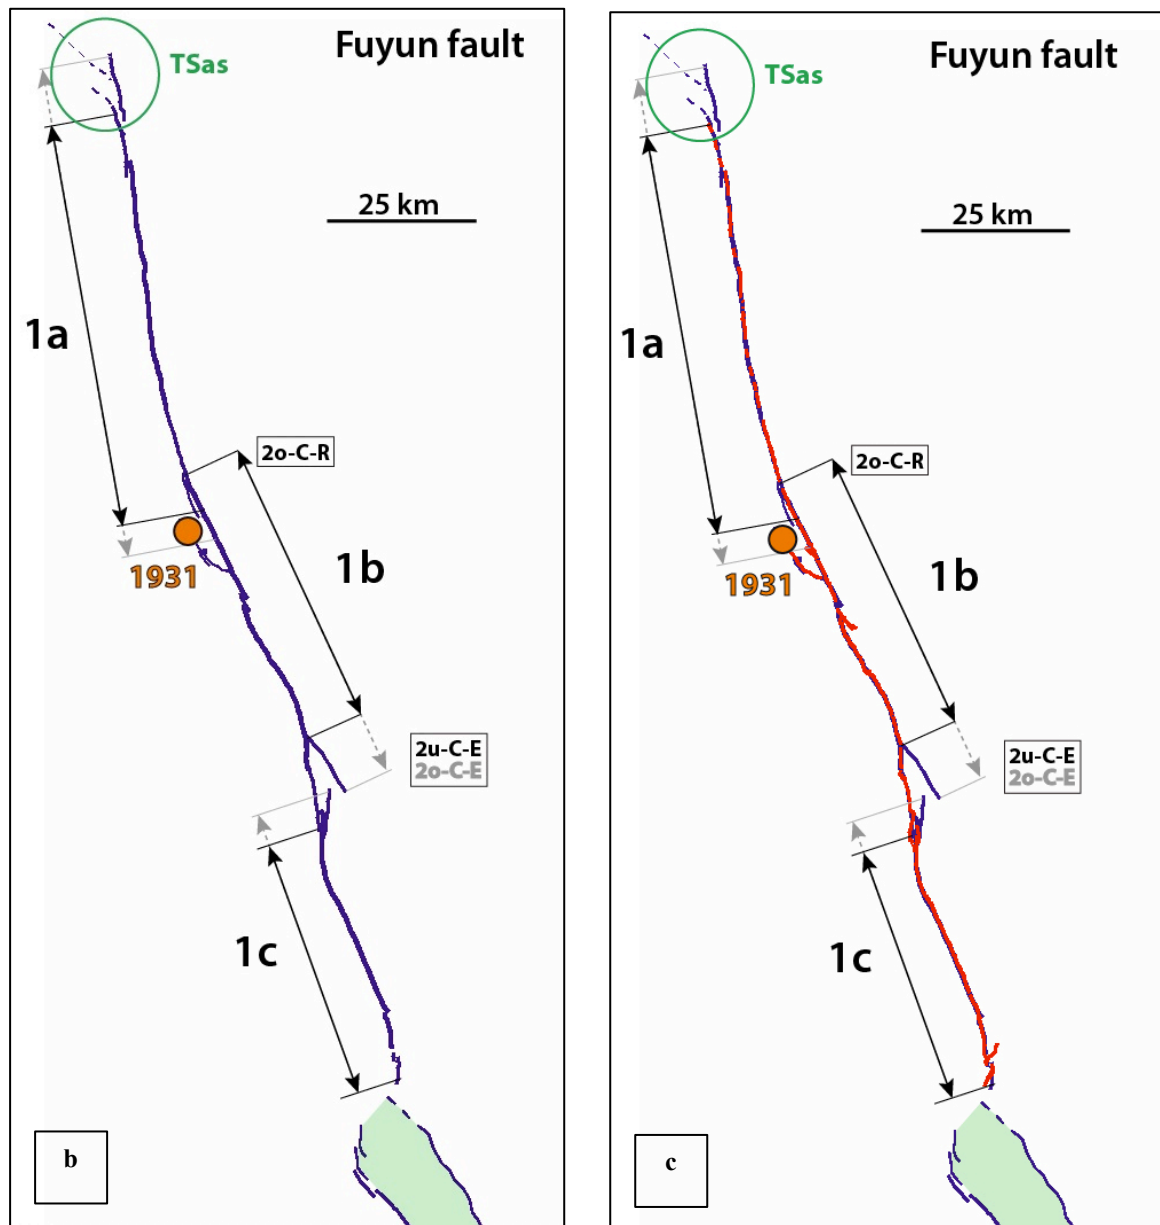 Fuyun fault
TSas
25 km
1a
2o-C-R
1931
1b
2u-C-E
2o-C-E
1c
b
Fuyun fault
TSas
25 km
1a
2o-C-R
1931
1b
2u-C-E
2o-C-E
1c
c